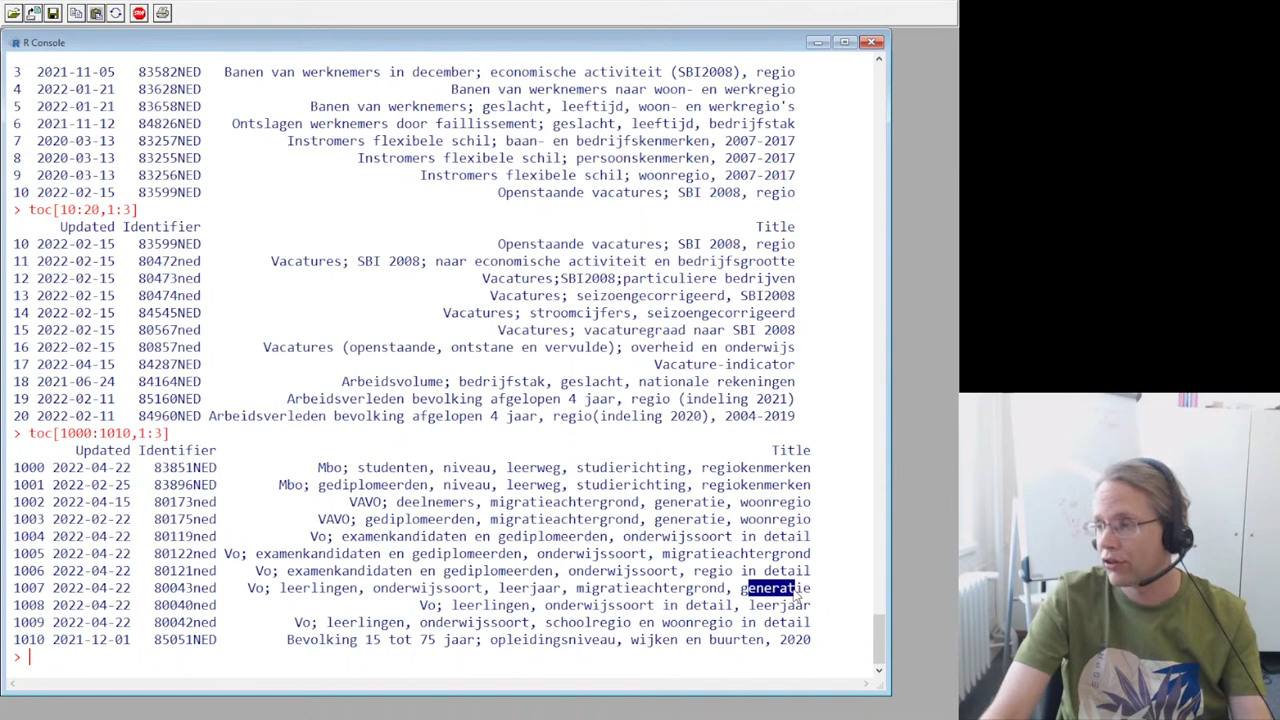 R Console
3 2021-11-05 83582NED Banen van werknemers in december; economische activiteit (SBI2008), regio
4 2022-01-21 83628NED Banen van werknemers naar woon- en werkregio
5 2022-01-21 83658NED Banen van werknemers; geslacht, leeftijd, woon- en werkregio's
6 2021-11-12 84826NED Ontslagen werknemers door faillissement; geslacht, leeftijd, bedrijfstak
7 2020-03-13 83257NED Instromers flexibele schil; baan- en bedrijfskenmerken, 2007-2017
8 2020-03-13 83255NED Instromers flexibele schil; persoonskenmerken, 2007-2017
9 2020-03-13 83256NED Instromers flexibele schil; woonregio, 2007-2017
10 2022-02-15 83599NED Openstaande vacatures; SBI 2008, regio
> toc[10:20,1:3]
Updated Identifier Title
10 2022-02-15 83599NED Openstaande vacatures; SBI 2008, regio
11 2022-02-15 80472ned Vacatures; SBI 2008; naar economische activiteit en bedrijfsgrootte
12 2022-02-15 80473ned Vacatures;SBI2008;particuliere bedrijven
13 2022-02-15 80474ned Vacatures; seizoengecorrigeerd, SBI2008
14 2022-02-15 84545NED Vacatures; stroomcijfers, seizoengecorrigeerd
15 2022-02-15 80567ned Vacatures; vacaturegraad naar SBI 2008
16 2022-02-15 80857ned Vacatures (openstaande, ontstane en vervulde); overheid en onderwijs
17 2022-04-15 84287NED Vacature-indicator
18 2021-06-24 84164NED Arbeidsvolume; bedrijfstak, geslacht, nationale rekeningen
19 2022-02-11 85160NED Arbeidsverleden bevolking afgelopen 4 jaar, regio (indeling 2021)
20 2022-02-11 84960NED Arbeidsverleden bevolking afgelopen 4 jaar, regio(indeling 2020), 2004-2019
> toc[1000:1010,1:3]
Updated Identifier Title
1000 2022-04-22 83851NED Mbo; studenten, niveau, leerweg, studierichting, regiokenmerken
1001 2022-02-25 83896NED Mbo; gediplomeerden, niveau, leerweg, studierichting, regiokenmerken
1002 2022-04-15 80173ned VAVO; deelnemers, migratieachtergrond, generatie, woonregio
1003 2022-02-22 80175ned VAVO; gediplomeerden, migratieachtergrond, generatie, woonregio
1004 2022-04-22 80119ned Vo; examenkandidaten en gediplomeerden, onderwijssoort in detail
1005 2022-04-22 80122ned Vo; examenkandidaten en gediplomeerden, onderwijssoort, migratieachtergrond
1006 2022-04-22 80121ned Vo; examenkandidaten en gediplomeerden, onderwijssoort, regio in detail
1007 2022-04-22 80043ned Vo; leerlingen, onderwijssoort, leerjaar, migratieachtergrond, generatie
1008 2022-04-22 80040ned Vo; leerlingen, onderwijssoort in detail, leerjaar
1009 2022-04-22 80042ned Vo; leerlingen, onderwijssoort, schoolregio en woonregio in detail
1010 2021-12-01 85051NED Bevolking 15 tot 75 jaar; opleidingsniveau, wijken en buurten, 2020
>